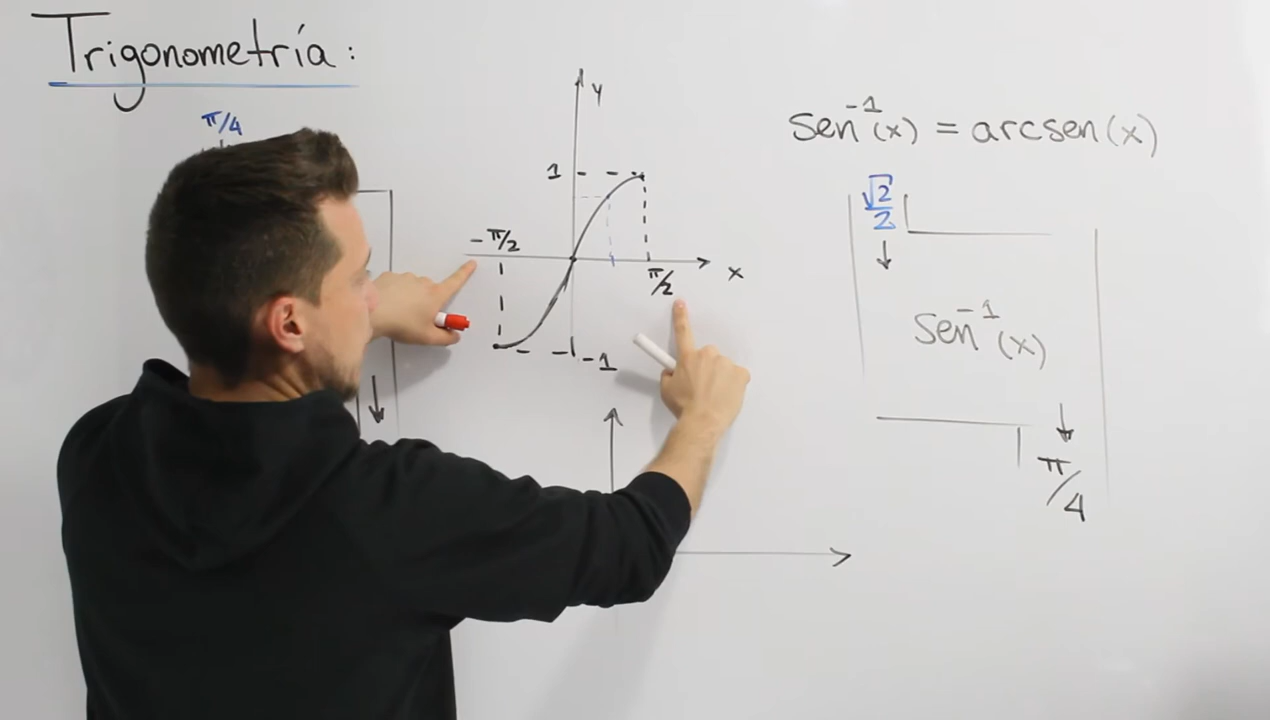 Trigonometría:
π/4
y
1
-π/2
π/2
x
-1
sen⁻¹(x) = arcsen(x)
√2/2
sen⁻¹(x)
π/4